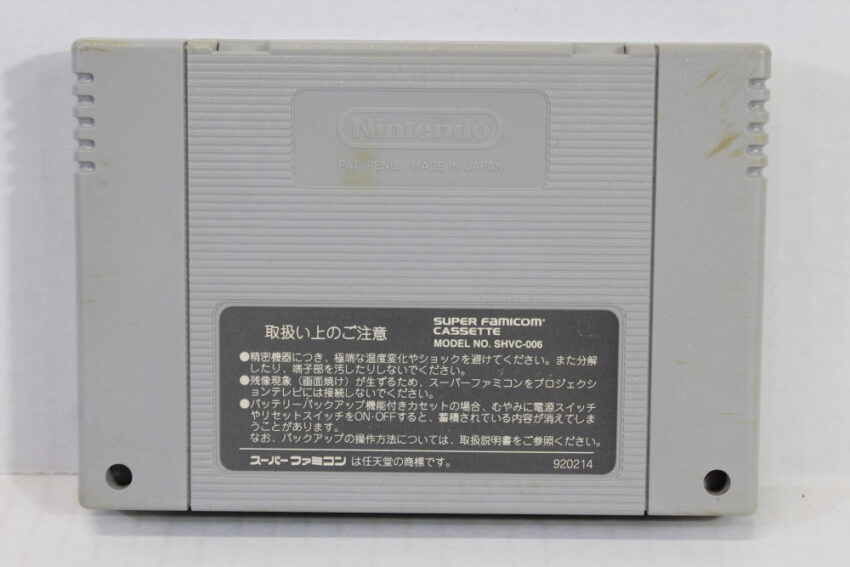 Nintendo
PAT. PEND. MADE IN JAPAN
取扱い上のご注意
SUPER FAMICOM
CASSETTE
MODEL NO. SHVC-006
●精密機器につき、極端な温度変化やショックを避けてください。また分解
したり、端子部を汚したりしないでください。
●残像現象（画面焼け）が生ずるため、スーパーファミコンをプロジェクシ
ョンテレビには接続しないでください。
●バッテリーバックアップ機能付きカセットの場合、むやみに電源スイッチ
やリセットスイッチをON・OFFすると、蓄積されている内容が消えてしま
うことがあります。
なお、バックアップの操作方法については、取扱説明書をご参照ください。
スーパーファミコン は任天堂の商標です。 920214